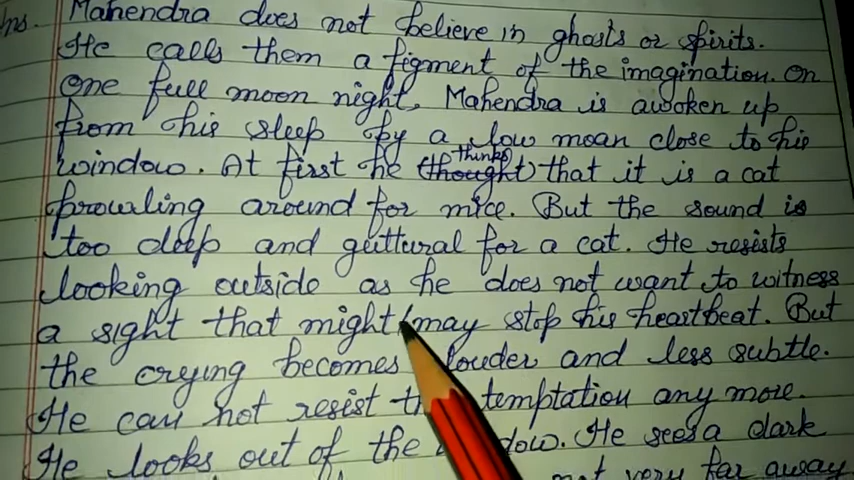 Ans. Mahendra does not believe in ghosts or spirits.
He calls them a figment of the imagination. On
one full moon night, Mahendra is awoken up
from his sleep by a low moan close to his
window. At first he (thought) thinks that it is a cat
prowling around for mice. But the sound is
too deep and guttural for a cat. He resists
looking outside as he does not want to witness
a sight that might/may stop his heartbeat. But
the crying becomes louder and less subtle.
He can not resist temptation any more.
He looks out of the He sees a dark
not very far away